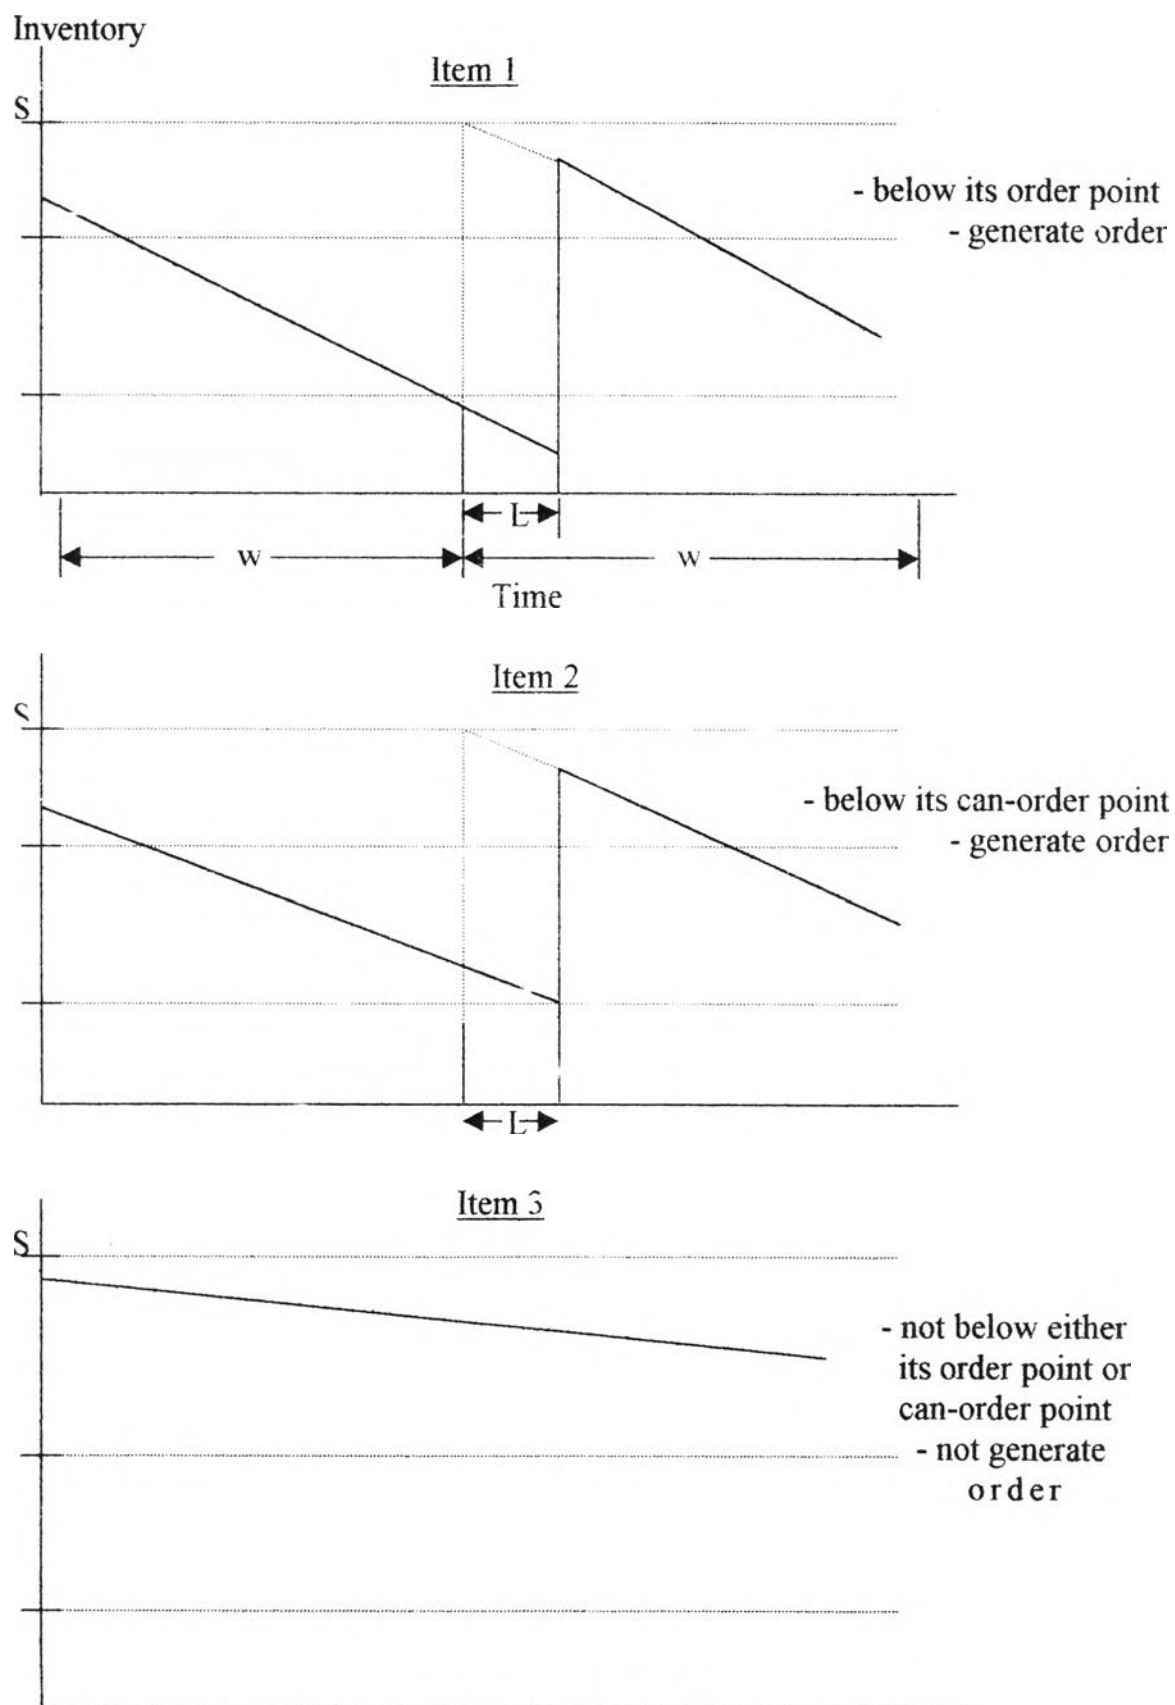 Inventory
Item 1
S
- below its order point
- generate order
L
w
w
Time
Item 2
S
- below its can-order point
- generate order
L
Item 3
S
- not below either
its order point or
can-order point
- not generate
order